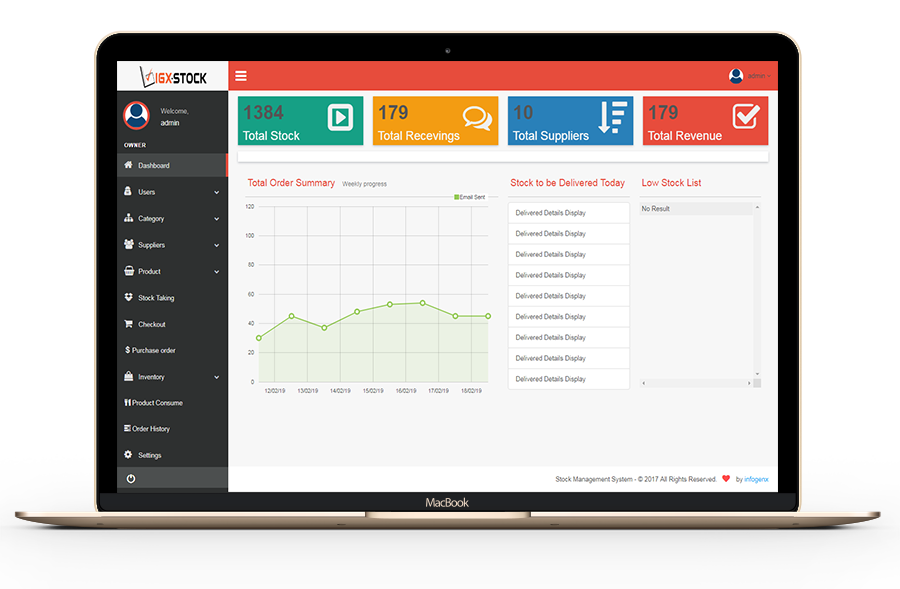 IGX-STOCK
admin
Welcome,
admin
OWNER
Dashboard
Users
Category
Suppliers
Product
Stock Taking
Checkout
$ Purchase order
Inventory
Product Consume
Order History
Settings
1384
Total Stock
179
Total Recevings
10
Total Suppliers
179
Total Revenue
Total Order Summary Weekly progress
Email Sent
120
100
80
60
40
20
0
12/02/19 13/02/19 14/02/19 15/02/19 16/02/19 17/02/19 18/02/19
Stock to be Delivered Today
Delivered Details Display
Delivered Details Display
Delivered Details Display
Delivered Details Display
Delivered Details Display
Delivered Details Display
Delivered Details Display
Delivered Details Display
Delivered Details Display
Low Stock List
No Result
Stock Management System - © 2017 All Rights Reserved. by infogenx
MacBook